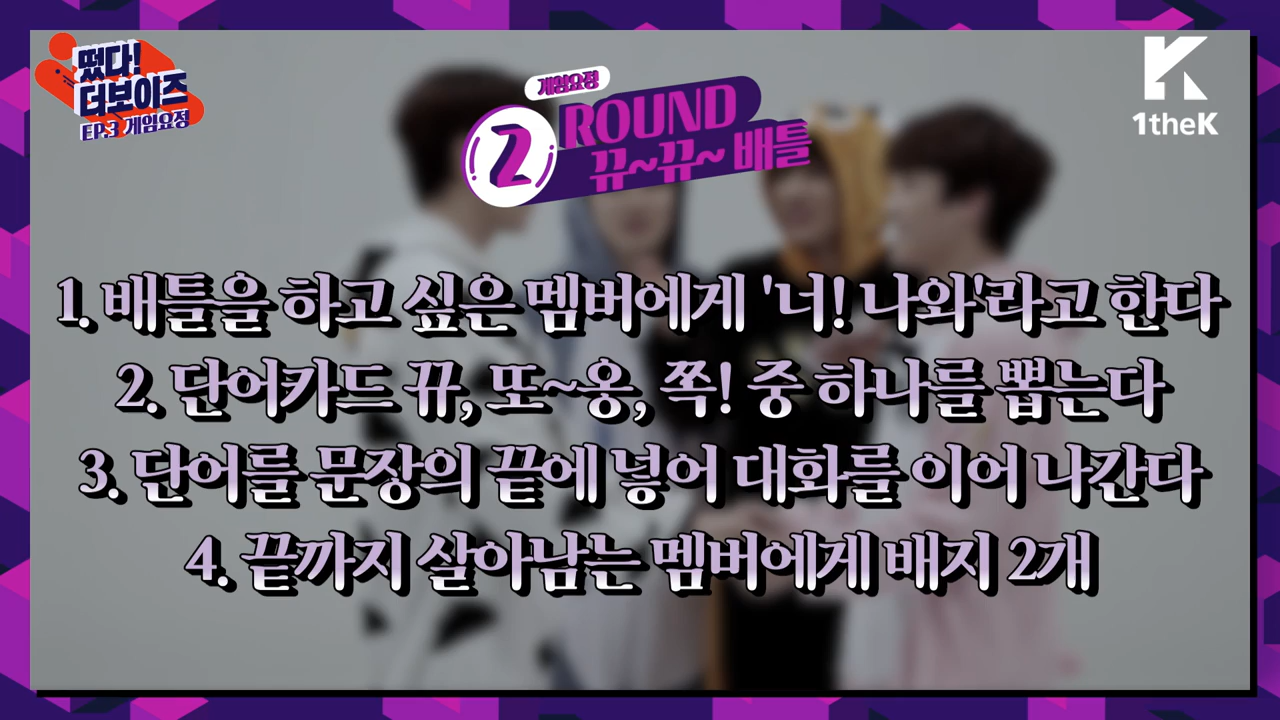 떴다!
더보이즈
EP.3 게임요정
1theK
게임요정
2 ROUND
뀨~뀨~ 배틀
1. 배틀을 하고 싶은 멤버에게 '너! 나와'라고 한다
2. 단어카드 뀨, 또~옹, 쪽! 중 하나를 뽑는다
3. 단어를 문장의 끝에 넣어 대화를 이어 나간다
4. 끝까지 살아남는 멤버에게 배지 2개